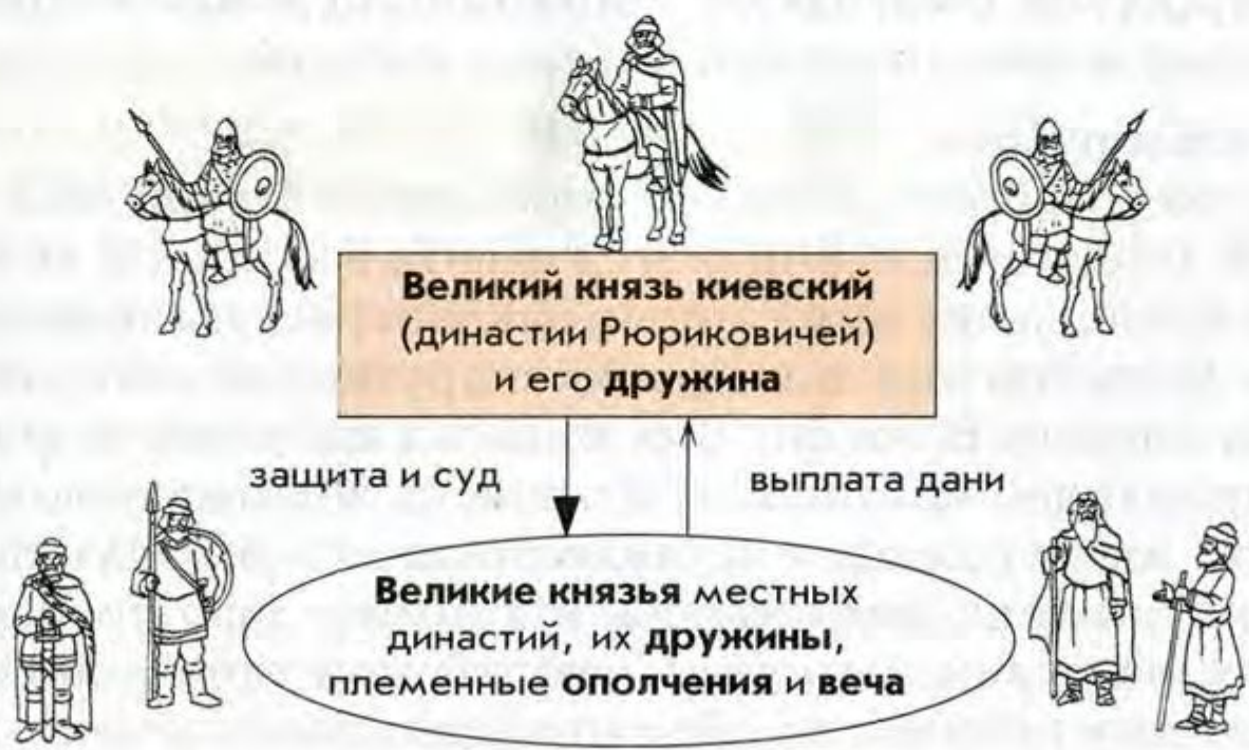 Великий князь киевский
(династии Рюриковичей)
и его дружина
защита и суд
выплата дани
Великие князья местных
династий, их дружины,
племенные ополчения и веча